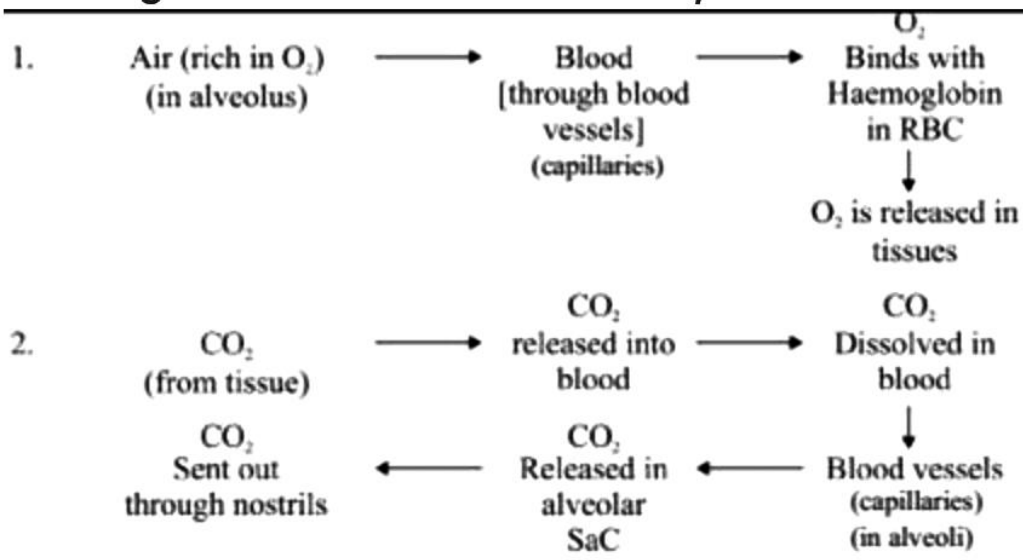 1.
Air (rich in O₂)
(in alveolus)
Blood
[through blood
vessels]
(capillaries)
O₂
Binds with
Haemoglobin
in RBC
O₂ is released in
tissues
2.
CO₂
(from tissue)
CO₂
released into
blood
CO₂
Dissolved in
blood
Blood vessels
(capillaries)
(in alveoli)
CO₂
Released in
alveolar
SaC
CO₂
Sent out
through nostrils